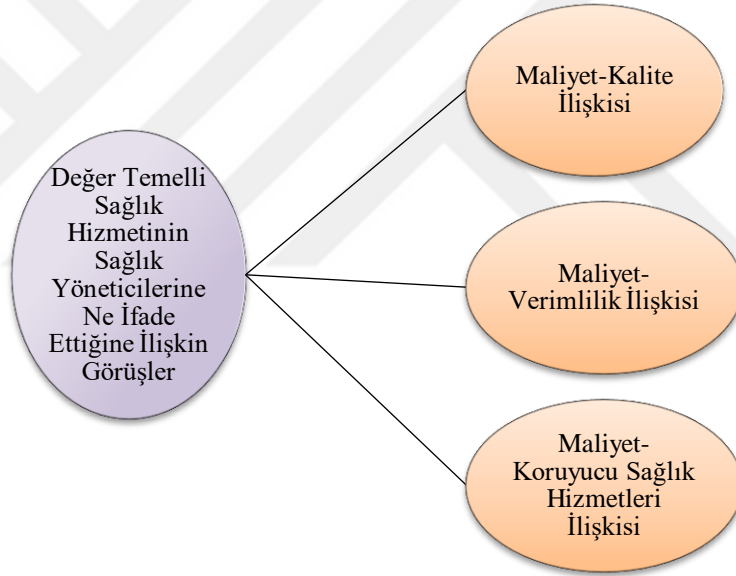 Değer Temelli
Sağlık
Hizmetinin
Sağlık
Yöneticilerine
Ne İfade
Ettiğine İlişkin
Görüşler
Maliyet-Kalite
İlişkisi
Maliyet-
Verimlilik İlişkisi
Maliyet-
Koruyucu Sağlık
Hizmetleri
İlişkisi